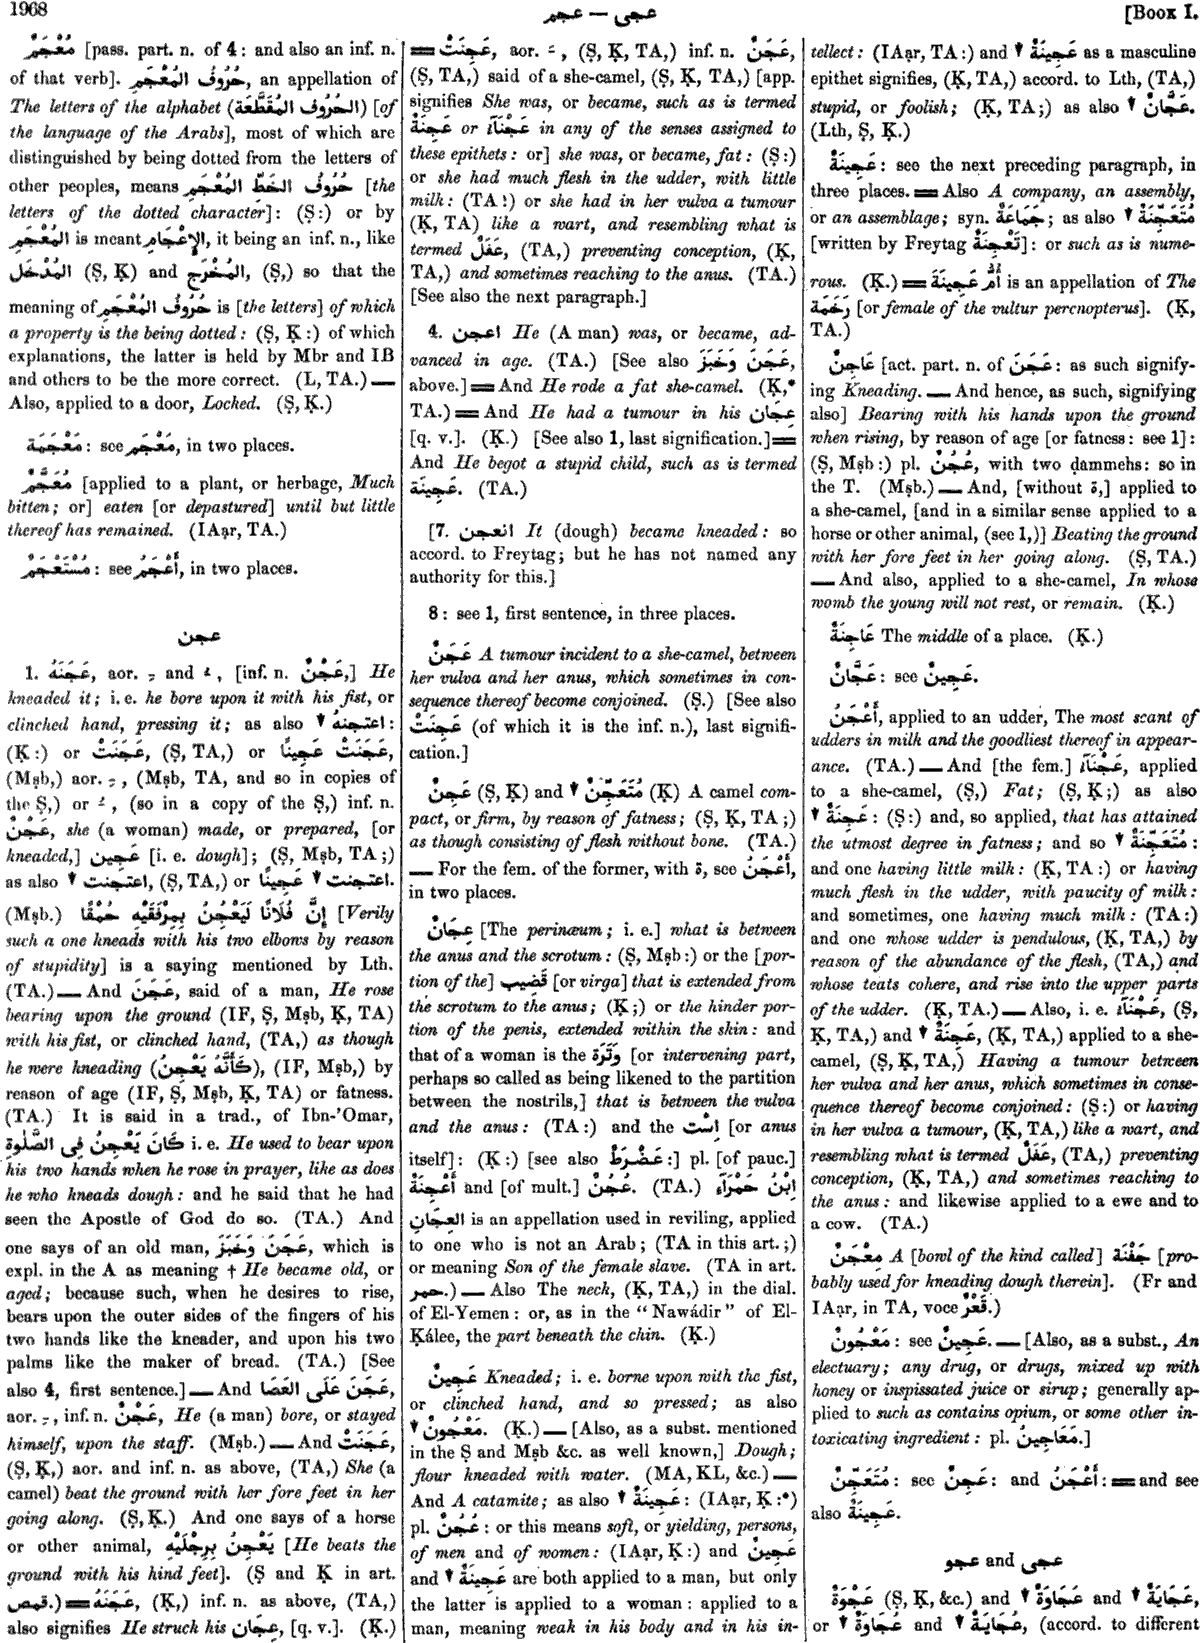 1968
عجى — عجم
[BOOK I.
مُعْجَمٌ [pass. part. n. of 4: and also an inf. n.
of that verb]. حُرُوفُ المُعْجَمِ, an appellation of
The letters of the alphabet (الحُرُوف المُقَطَّعَة) [of
the language of the Arabs], most of which are
distinguished by being dotted from the letters of
other peoples, means حُرُوفُ الخَطِّ المُعْجَمِ [the
letters of the dotted character]: (Ṣ:) or by
المُعْجَم is meant الإِعْجَام, it being an inf. n., like
المُدْخَل (Ṣ, Ḳ) and المُخْرَج, (Ṣ,) so that the
meaning of حُرُوفُ المُعْجَمِ is [the letters] of which
a property is the being dotted: (Ṣ, Ḳ:) of which
explanations, the latter is held by Mbr and IB
and others to be the more correct. (L, TA.) —
Also, applied to a door, Locked. (Ṣ, Ḳ.)
مَعْجَمَة: see مَعْجَم, in two places.
مُعَجَّمٌ [applied to a plant, or herbage, Much
bitten; or] eaten [or depastured] until but little
thereof has remained. (IAạr, TA.)
مُسْتَعْجَمٌ: see أَعْجَمُ, in two places.
عجن
1. عَجَنَهُ, aor. ِ and ُ, [inf. n. عَجْنٌ,] He
kneaded it; i. e. he bore upon it with his fist, or
clinched hand, pressing it; as also ▼ اعتجنهُ:
(Ḳ:) or عَجَنَتْ, (Ṣ, TA,) or عَجَنَتْ عَجِينًا,
(Mṣb,) aor. ِ, (Mṣb, TA, and so in copies of
the Ṣ,) or ُ, (so in a copy of the Ṣ,) inf. n.
عَجْنٌ, she (a woman) made, or prepared, [or
kneaded,] عَجِين [i. e. dough]; (Ṣ, Mṣb, TA;)
as also ▼ اعتجنت, (Ṣ, TA,) or ▼ اعتجنت عَجِينًا.
(Mṣb.) إِنَّ فُلَانًا لَيَعْجُنُ بِمِرْفَقَيْهِ حُمْقًا [Verily
such a one kneads with his two elbows by reason
of stupidity] is a saying mentioned by Lth.
(TA.) — And عَجَنَ, said of a man, He rose
bearing upon the ground (IF, Ṣ, Mṣb, Ḳ, TA)
with his fist, or clinched hand, (TA,) as though
he were kneading (كَأَنَّهُ يَعْجِنُ), (IF, Mṣb,) by
reason of age (IF, Ṣ, Mṣb, Ḳ, TA) or fatness.
(TA.) It is said in a trad., of Ibn-'Omar,
كَانَ يَعْجِنُ فِى الصَّلٰوةِ i. e. He used to bear upon
his two hands when he rose in prayer, like as does
he who kneads dough: and he said that he had
seen the Apostle of God do so. (TA.) And
one says of an old man, عَجَنَ وَخَبَزَ, which is
expl. in the A as meaning † He became old, or
aged; because such, when he desires to rise,
bears upon the outer sides of the fingers of his
two hands like the kneader, and upon his two
palms like the maker of bread. (TA.) [See
also 4, first sentence.] — And عَجَنَ عَلَى العَصَا,
aor. ِ, inf. n. عَجْنٌ, He (a man) bore, or stayed
himself, upon the staff. (Mṣb.) — And عَجَنَتْ,
(Ṣ, Ḳ,) aor. and inf. n. as above, (TA,) She (a
camel) beat the ground with her fore feet in her
going along. (Ṣ, Ḳ.) And one says of a horse
or other animal, يَعْجِنُ بِرِجْلَيْهِ [He beats the
ground with his hind feet]. (Ṣ and Ḳ in art.
قمص.) = عَجَنَهُ, (Ḳ,) inf. n. as above, (TA,)
also signifies He struck his عِجَان, [q. v.]. (Ḳ.)
= عَجِنَتْ, aor. َ, (Ṣ, Ḳ, TA,) inf. n. عَجَنٌ,
(Ṣ, TA,) said of a she-camel, (Ṣ, Ḳ, TA,) [app.
signifies She was, or became, such as is termed
عَجِنَةٌ or عَجْنَآءُ in any of the senses assigned to
these epithets: or] she was, or became, fat: (Ṣ:)
or she had much flesh in the udder, with little
milk: (TA:) or she had in her vulva a tumour
(Ḳ, TA) like a wart, and resembling what is
termed عَفَلٌ, (TA,) preventing conception, (Ḳ,
TA,) and sometimes reaching to the anus. (TA.)
[See also the next paragraph.]
4. اعجن He (A man) was, or became, ad-
vanced in age. (TA.) [See also عَجَنَ وَخَبَزَ,
above.] = And He rode a fat she-camel. (Ḳ,*
TA.) = And He had a tumour in his عِجَان
[q. v.]. (Ḳ.) [See also 1, last signification.] =
And He begot a stupid child, such as is termed
عَجِينَة. (TA.)
[7. انعجن It (dough) became kneaded: so
accord. to Freytag; but he has not named any
authority for this.]
8: see 1, first sentence, in three places.
عَجَنٌ A tumour incident to a she-camel, between
her vulva and her anus, which sometimes in con-
sequence thereof become conjoined. (Ṣ.) [See also
عَجِنَتْ (of which it is the inf. n.), last signifi-
cation.]
عَجِنٌ (Ṣ, Ḳ) and ▼ مُتَعَجِّنٌ (Ḳ) A camel com-
pact, or firm, by reason of fatness; (Ṣ, Ḳ, TA;)
as though consisting of flesh without bone. (TA.)
— For the fem. of the former, with ة, see أَعْجَنُ,
in two places.
عِجَانٌ [The perinæum; i. e.] what is between
the anus and the scrotum: (Ṣ, Mṣb:) or the [por-
tion of the] قَضِيب [or virga] that is extended from
the scrotum to the anus; (Ḳ;) or the hinder por-
tion of the penis, extended within the skin: and
that of a woman is the وَتَرَة [or intervening part,
perhaps so called as being likened to the partition
between the nostrils,] that is between the vulva
and the anus: (TA:) and the اِسْت [or anus
itself]: (Ḳ:) [see also عَضْرَطٌ:] pl. [of pauc.]
أَعْجِنَةٌ and [of mult.] عُجُنٌ. (TA.) اِبْنُ حَمْرَآءِ
العِجَانِ is an appellation used in reviling, applied
to one who is not an Arab; (TA in this art.;)
or meaning Son of the female slave. (TA in art.
حمر.) — Also The neck, (Ḳ, TA,) in the dial.
of El-Yemen: or, as in the "Nawádir" of El-
Ḳálee, the part beneath the chin. (Ḳ.)
عَجِينٌ Kneaded; i. e. borne upon with the fist,
or clinched hand, and so pressed; as also
▼ مَعْجُونٌ. (Ḳ.) — [Also, as a subst. mentioned
in the Ṣ and Mṣb &c. as well known,] Dough;
flour kneaded with water. (MA, KL, &c.) —
And A catamite; as also ▼ عَجِينَةٌ: (IAạr, Ḳ:*)
pl. عُجُنٌ: or this means soft, or yielding, persons,
of men and of women: (IAạr, Ḳ:) and عَجِينٌ
and ▼ عَجِينَةٌ are both applied to a man, but only
the latter is applied to a woman: applied to a
man, meaning weak in his body and in his in-
tellect: (IAạr, TA:) and ▼ عَجِينَةٌ as a masculine
epithet signifies, (Ḳ, TA,) accord. to Lth, (TA,)
stupid, or foolish; (Ḳ, TA;) as also ▼ عَجَّانٌ.
(Lth, Ṣ, Ḳ.)
عَجِينَةٌ: see the next preceding paragraph, in
three places. = Also A company, an assembly,
or an assemblage; syn. جَمَاعَةٌ; as also ▼ مُتَعَجِّنَةٌ
[written by Freytag تَعْجِنَةٌ]: or such as is nume-
rous. (Ḳ.) = أُمُّ عَجِينَةَ is an appellation of The
رَخَمَة [or female of the vultur percnopterus]. (Ḳ,
TA.)
عَاجِنٌ [act. part. n. of عَجَنَ: as such signify-
ing Kneading. — And hence, as such, signifying
also] Bearing with his hands upon the ground
when rising, by reason of age [or fatness: see 1]:
(Ṣ, Mṣb:) pl. عُجُنٌ, with two ḍammehs: so in
the T. (Mṣb.) — And, [without ة,] applied to
a she-camel, [and in a similar sense applied to a
horse or other animal, (see 1,)] Beating the ground
with her fore feet in her going along. (Ṣ, TA.)
— And also, applied to a she-camel, In whose
womb the young will not rest, or remain. (Ḳ.)
عَاجِنَةٌ The middle of a place. (Ḳ.)
عَجَّانٌ: see عَجِينٌ.
أَعْجَنُ, applied to an udder, The most scant of
udders in milk and the goodliest thereof in appear-
ance. (TA.) — And [the fem.] عَجْنَآءُ, applied
to a she-camel, (Ṣ,) Fat; (Ṣ, Ḳ;) as also
▼ عَجِنَةٌ: (Ṣ:) and, so applied, that has attained
the utmost degree in fatness; and so ▼ مُتَعَجِّنَةٌ:
and one having little milk: (Ḳ, TA:) or having
much flesh in the udder, with paucity of milk:
and sometimes, one having much milk: (TA:)
and one whose udder is pendulous, (Ḳ, TA,) by
reason of the abundance of the flesh, (TA,) and
whose teats cohere, and rise into the upper parts
of the udder. (Ḳ, TA.) — Also, i. e. عَجْنَآءُ, (Ṣ,
Ḳ, TA,) and ▼ عَجِنَةٌ, (Ḳ, TA,) applied to a she-
camel, (Ṣ, Ḳ, TA,) Having a tumour between
her vulva and her anus, which sometimes in conse-
quence thereof become conjoined: (Ṣ:) or having
in her vulva a tumour, (Ḳ, TA,) like a wart, and
resembling what is termed عَفَلٌ, (TA,) preventing
conception, (Ḳ, TA,) and sometimes reaching to
the anus: and likewise applied to a ewe and to
a cow. (TA.)
مِعْجَنٌ A [bowl of the kind called] جَفْنَة [pro-
bably used for kneading dough therein]. (Fr and
IAạr, in TA, voce قَعْرٌ.)
مَعْجُونٌ: see عَجِينٌ. — [Also, as a subst., An
electuary; any drug, or drugs, mixed up with
honey or inspissated juice or sirup; generally ap-
plied to such as contains opium, or some other in-
toxicating ingredient: pl. مَعَاجِينُ.]
مُتَعَجِّنٌ: see عَجِنٌ: and أَعْجَنُ: = and see
also عَجِينَةٌ.
عجو and عجى
عَجْوَةٌ (Ṣ, Ḳ, &c.) and ▼ عَجَاوَةٌ and ▼ عَجَايَةٌ,
or ▼ عُجَاوَةٌ and ▼ عُجَايَةٌ, (accord. to different